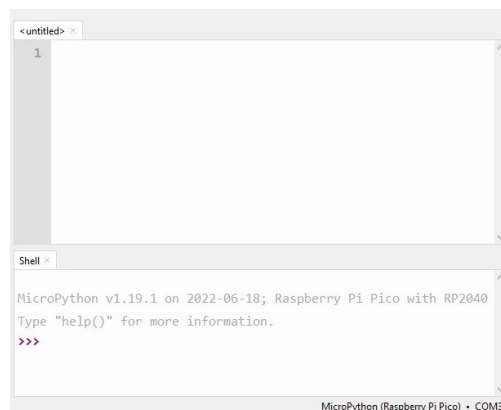 <untitled> ×
1
Shell ×
MicroPython v1.19.1 on 2022-06-18; Raspberry Pi Pico with RP2040
Type "help()" for more information.
>>>
MicroPython (Raspberry Pi Pico) • COM3